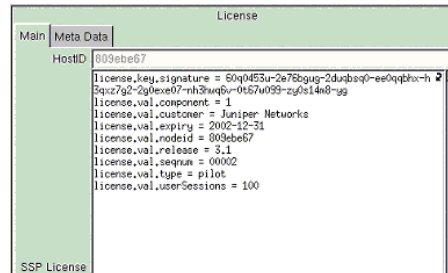 License
Main Meta Data
HostID 809ebe67
license.key.signature = 60q0453u-2e76bgug-2duqbsq0-ee0qqbhx-h
3qxz7g2-2g0exe07-nh3hwq6v-0t67w099-zy0s14m8-yg
license.val.component = 1
license.val.customer = Juniper Networks
license.val.expiry = 2002-12-31
license.val.nodeid = 809ebe67
license.val.release = 3.1
license.val.seqnum = 00002
license.val.type = pilot
license.val.userSessions = 100
SSP License